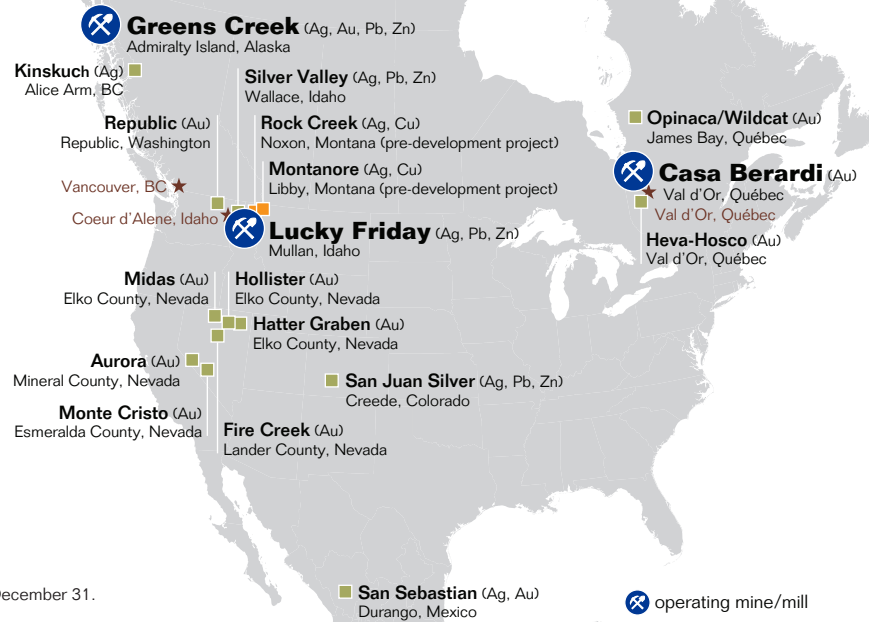 Greens Creek (Ag, Au, Pb, Zn)
Admiralty Island, Alaska
Kinskuch (Ag)
Alice Arm, BC
Silver Valley (Ag, Pb, Zn)
Wallace, Idaho
Republic (Au)
Republic, Washington
Rock Creek (Ag, Cu)
Noxon, Montana (pre-development project)
Montanore (Ag, Cu)
Libby, Montana (pre-development project)
Vancouver, BC
Coeur d'Alene, Idaho
Lucky Friday (Ag, Pb, Zn)
Mullan, Idaho
Opinaca/Wildcat (Au)
James Bay, Québec
Casa Berardi (Au)
Val d'Or, Québec
Val d'Or, Québec
Heva-Hosco (Au)
Val d'Or, Québec
Midas (Au)
Elko County, Nevada
Hollister (Au)
Elko County, Nevada
Hatter Graben (Au)
Elko County, Nevada
Aurora (Au)
Mineral County, Nevada
San Juan Silver (Ag, Pb, Zn)
Creede, Colorado
Monte Cristo (Au)
Esmeralda County, Nevada
Fire Creek (Au)
Lander County, Nevada
San Sebastian (Ag, Au)
Durango, Mexico
ecember 31.
operating mine/mill